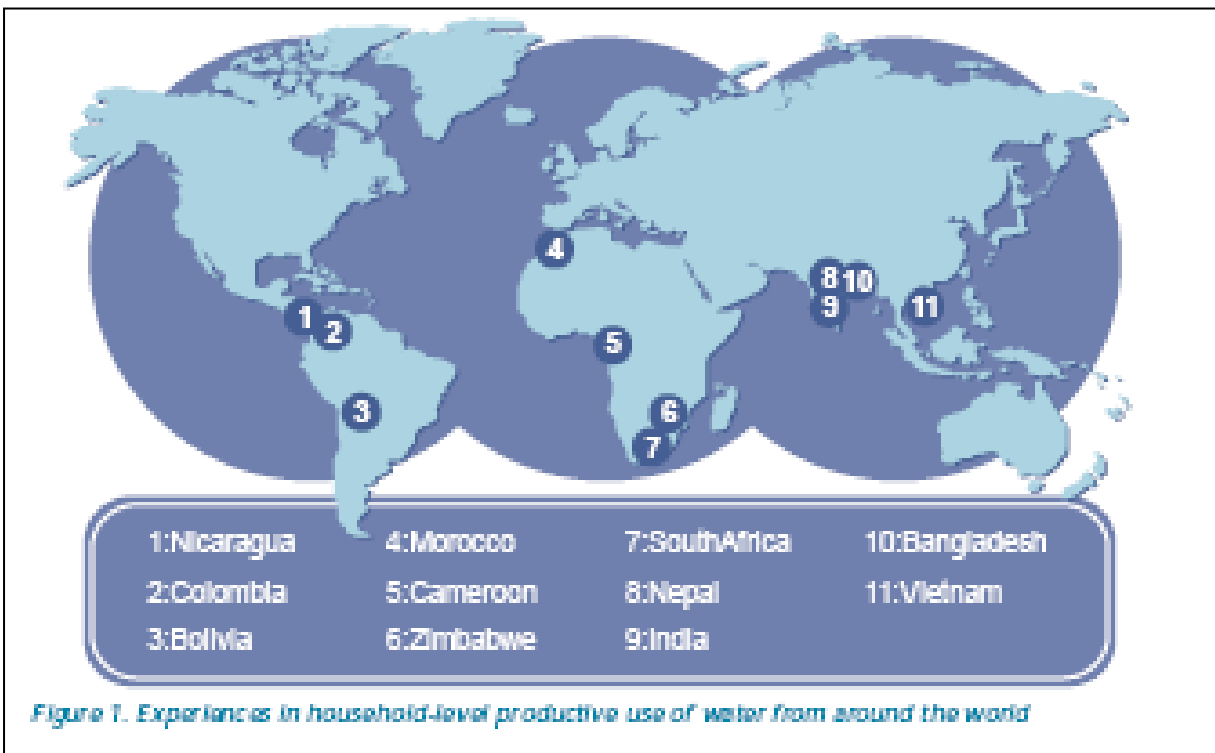 1
2
3
4
5
6
7
8
9
10
11
1:Nicaragua 4:Morocco 7:SouthAfrica 10:Bangladesh
2:Colombia 5:Cameroon 8:Nepal 11:Vietnam
3:Bolivia 6:Zimbabwe 9:India
Figure 1. Experiences in household-level productive use of water from around the world